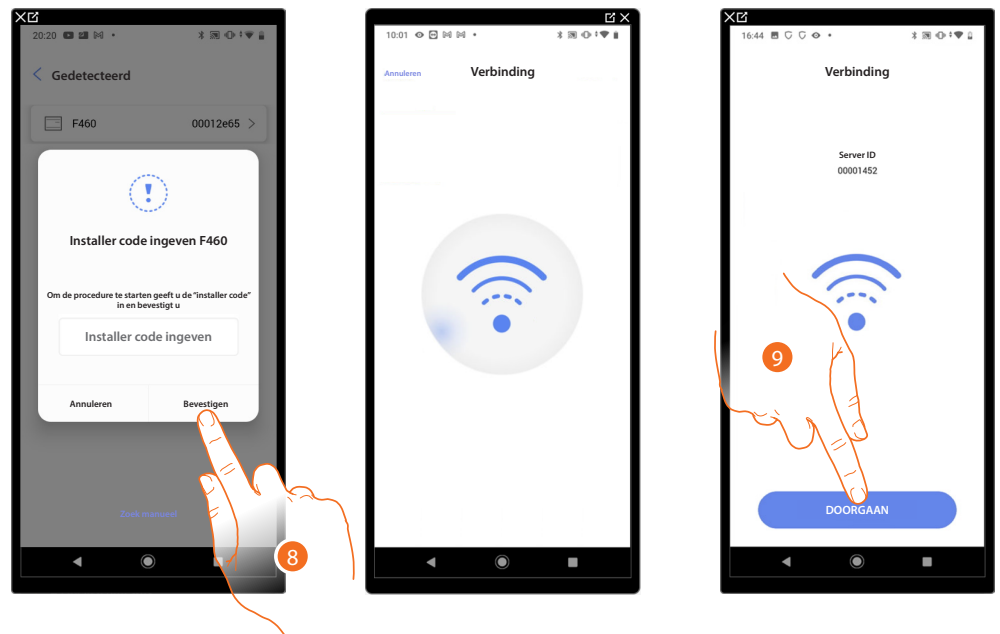 20:20
Gedetecteerd
F460 00012e65
Installer code ingeven F460
Om de procedure te starten geeft u de “installer code”
in en bevestigt u
Installer code ingeven
Annuleren Bevestigen
Zoek manueel
8
10:01
Annuleren Verbinding
16:44
Verbinding
Server ID
00001452
9
DOORGAAN